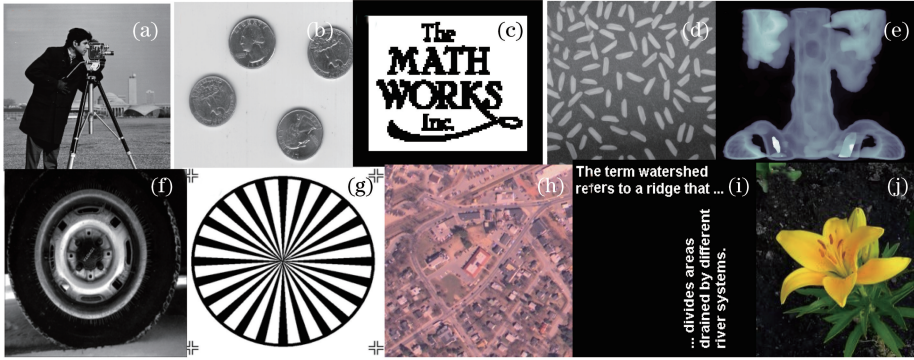 (a)
(b)
(c)
The
MATH
WORKS
Inc.
(d)
(e)
(f)
(g)
(h)
The term watershed
refers to a ridge that ...
(i)
... divides areas
drained by different
river systems.
(j)